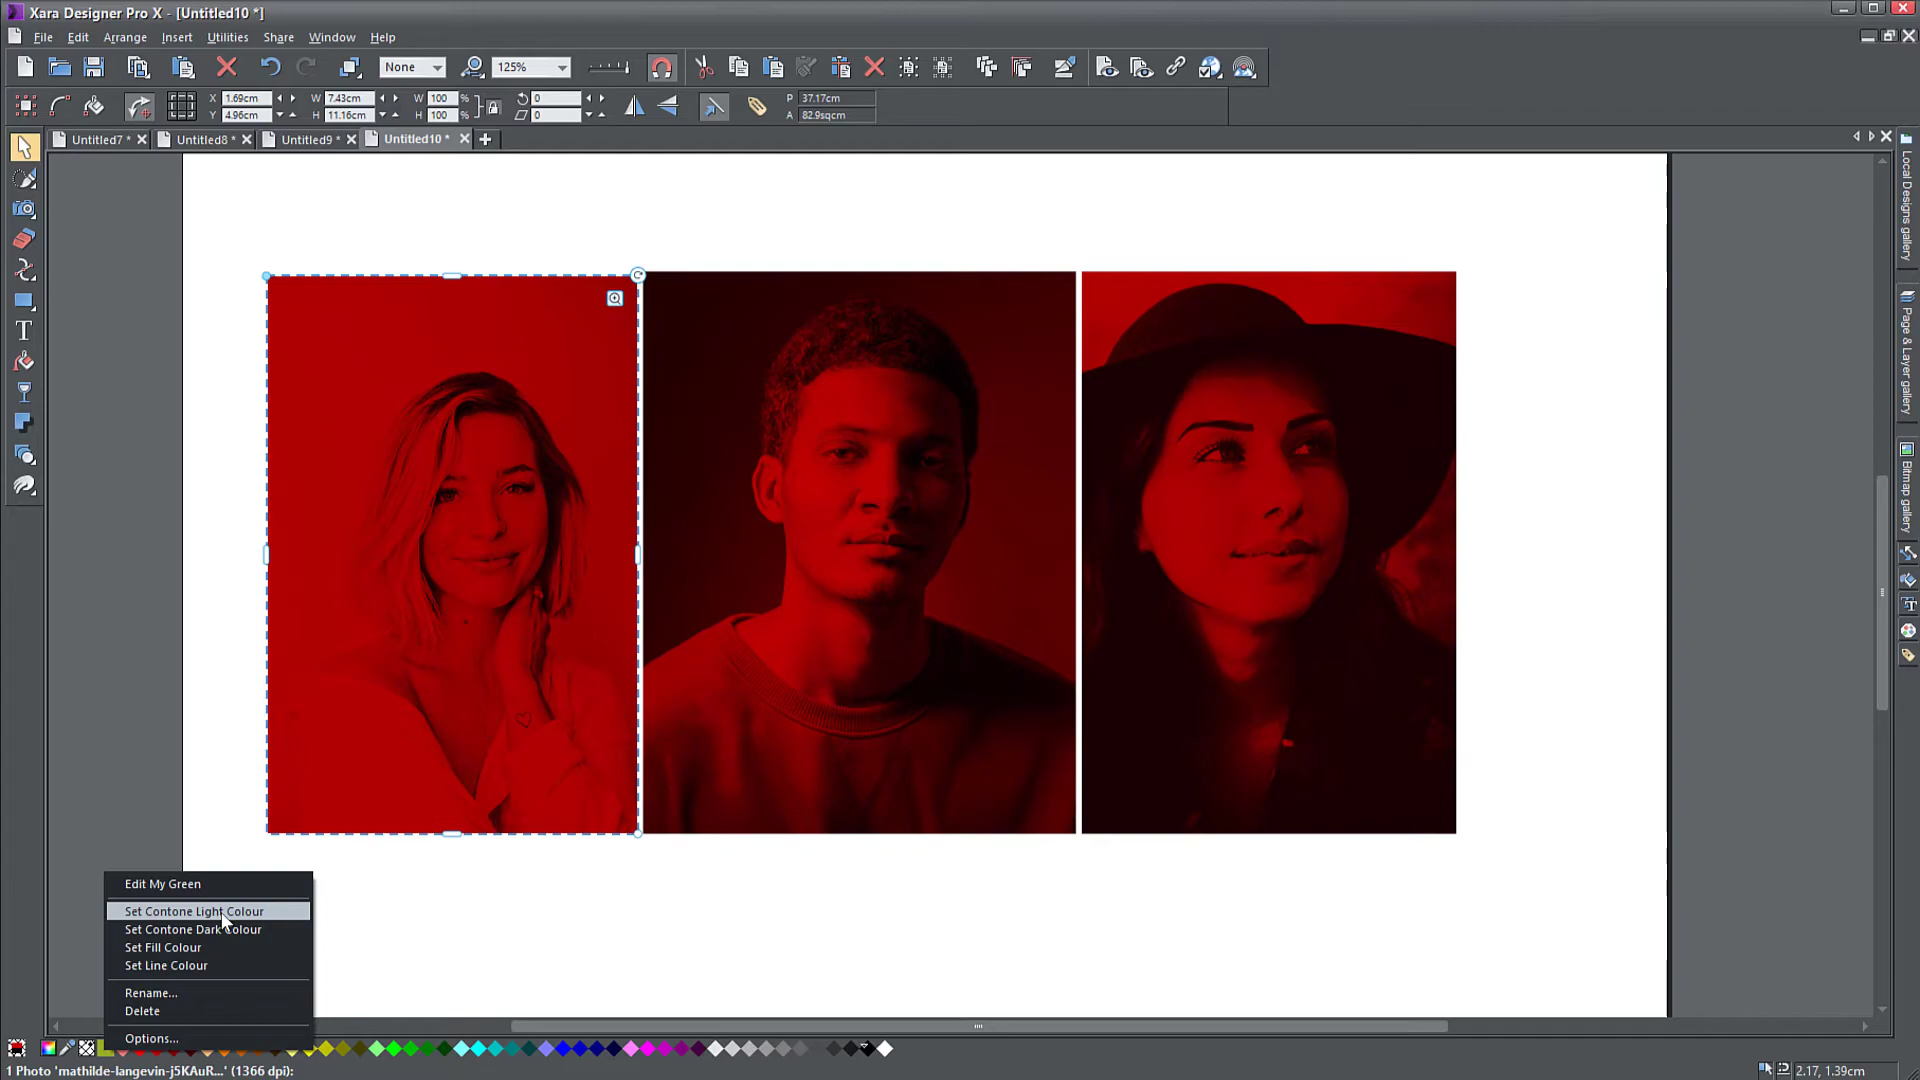 Xara Designer Pro X - [Untitled10 *]
File Edit Arrange Insert Utilities Share Window Help
None 125%
X 1.69cm W 7.43cm W 100 % 0 P 37.17cm
Y 4.96cm H 11.16cm H 100 % 0 A 82.9sqcm
Untitled7 * Untitled8 * Untitled9 * Untitled10 *
Local Designs gallery
Page & Layer gallery
Bitmap gallery
Edit My Green
Set Contone Light Colour
Set Contone Dark Colour
Set Fill Colour
Set Line Colour
Rename...
Delete
Options...
1 Photo 'mathilde-langevin-j5KAuR...' (1366 dpi):
2.17, 1.39cm